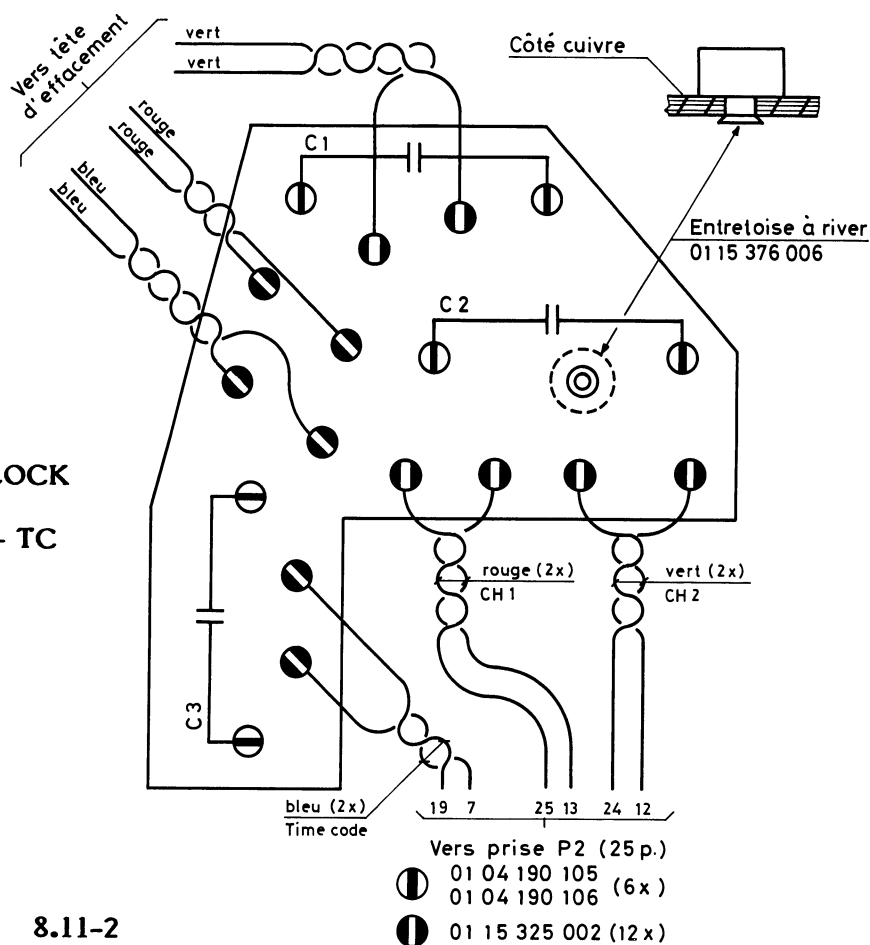 vert
vert
Vers tête
d'effacement
rouge
rouge
bleu
bleu
Côté cuivre
C1
Entretoise à river
01 15 376 006
C2
LOCK
- TC
rouge (2x)
CH 1
vert (2x)
CH 2
C3
bleu (2x)
Time code
19 7 25 13 24 12
Vers prise P2 (25 p.)
01 04 190 105
01 04 190 106 (6x)
01 15 325 002 (12x)
8.11-2